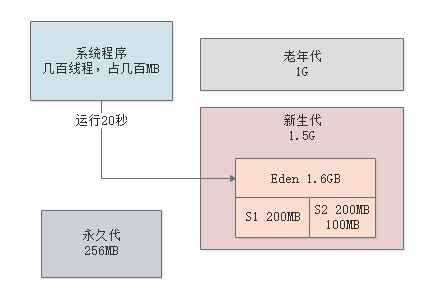 系统程序
几百线程，占几百MB
老年代
1G
运行20秒
新生代
1.5G
Eden 1.6GB
S1 200MB
S2 200MB
100MB
永久代
256MB